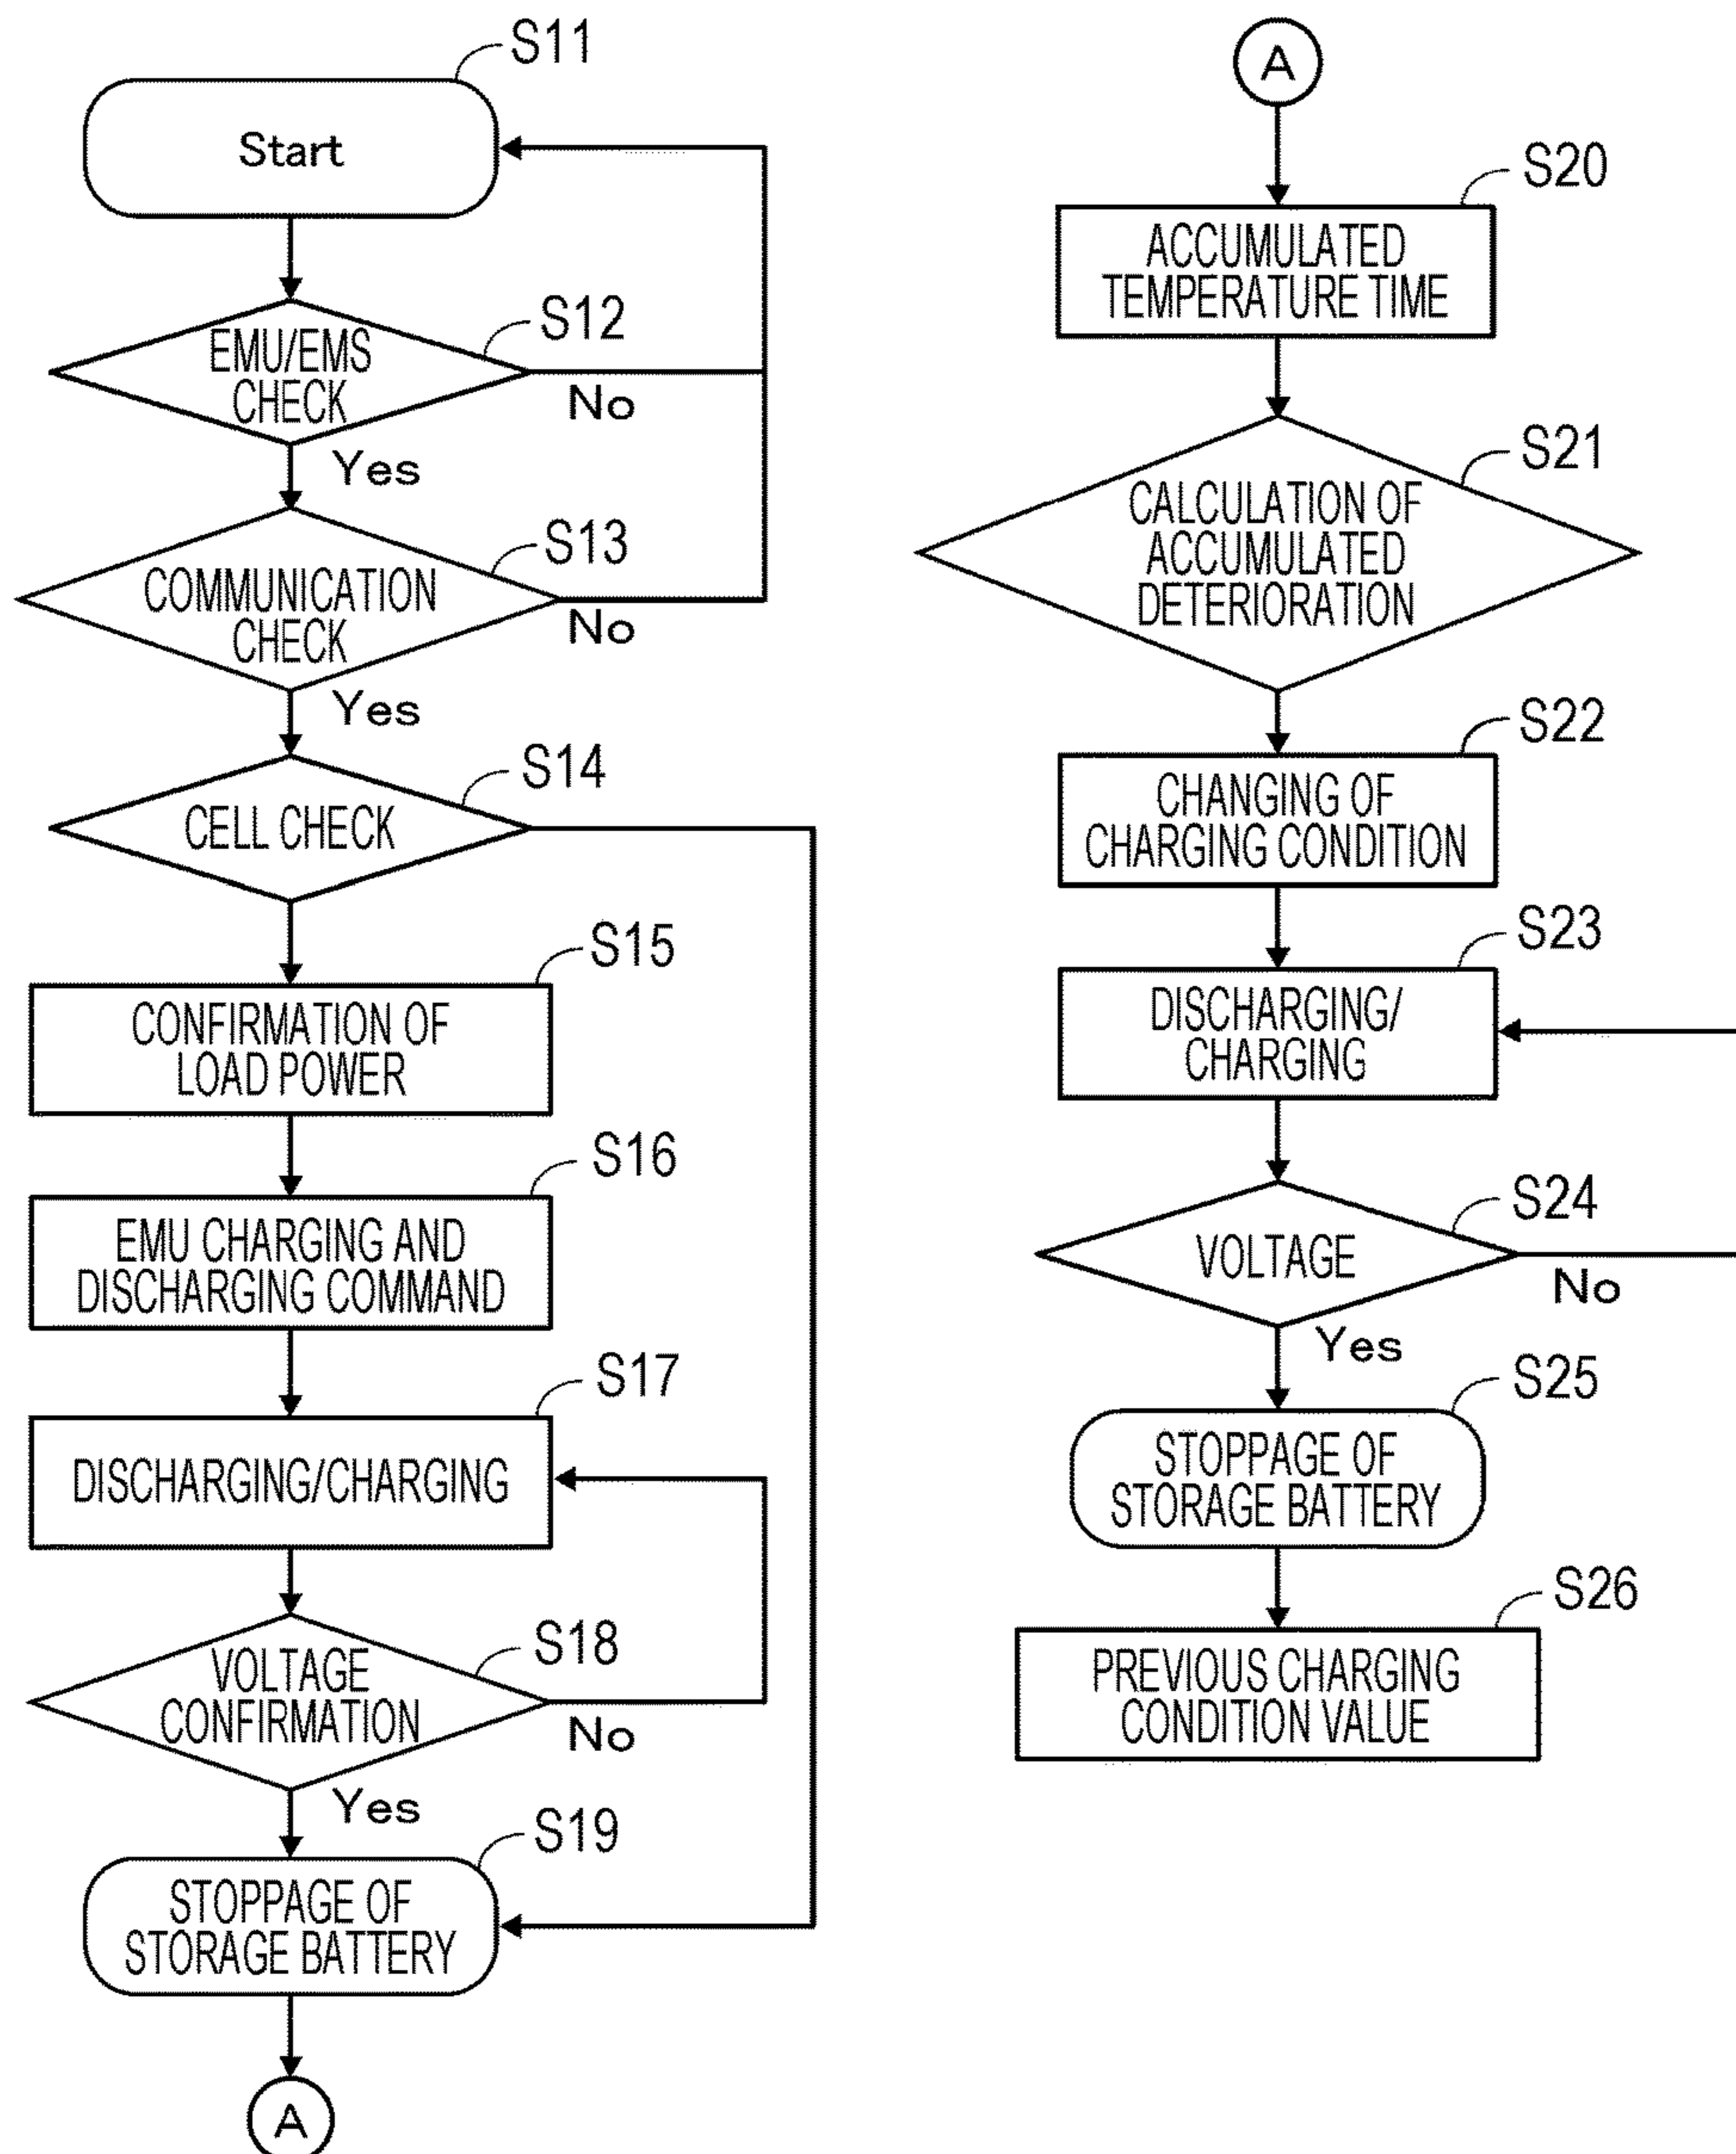 S11
Start
S12
EMU/EMS
CHECK
No
Yes
S13
COMMUNICATION
CHECK
No
Yes
S14
CELL CHECK
S15
CONFIRMATION OF
LOAD POWER
S16
EMU CHARGING AND
DISCHARGING COMMAND
S17
DISCHARGING/CHARGING
S18
VOLTAGE
CONFIRMATION
No
Yes
S19
STOPPAGE OF
STORAGE BATTERY
A
A
S20
ACCUMULATED
TEMPERATURE TIME
S21
CALCULATION OF
ACCUMULATED
DETERIORATION
S22
CHANGING OF
CHARGING CONDITION
S23
DISCHARGING/
CHARGING
S24
VOLTAGE
No
Yes
S25
STOPPAGE OF
STORAGE BATTERY
S26
PREVIOUS CHARGING
CONDITION VALUE